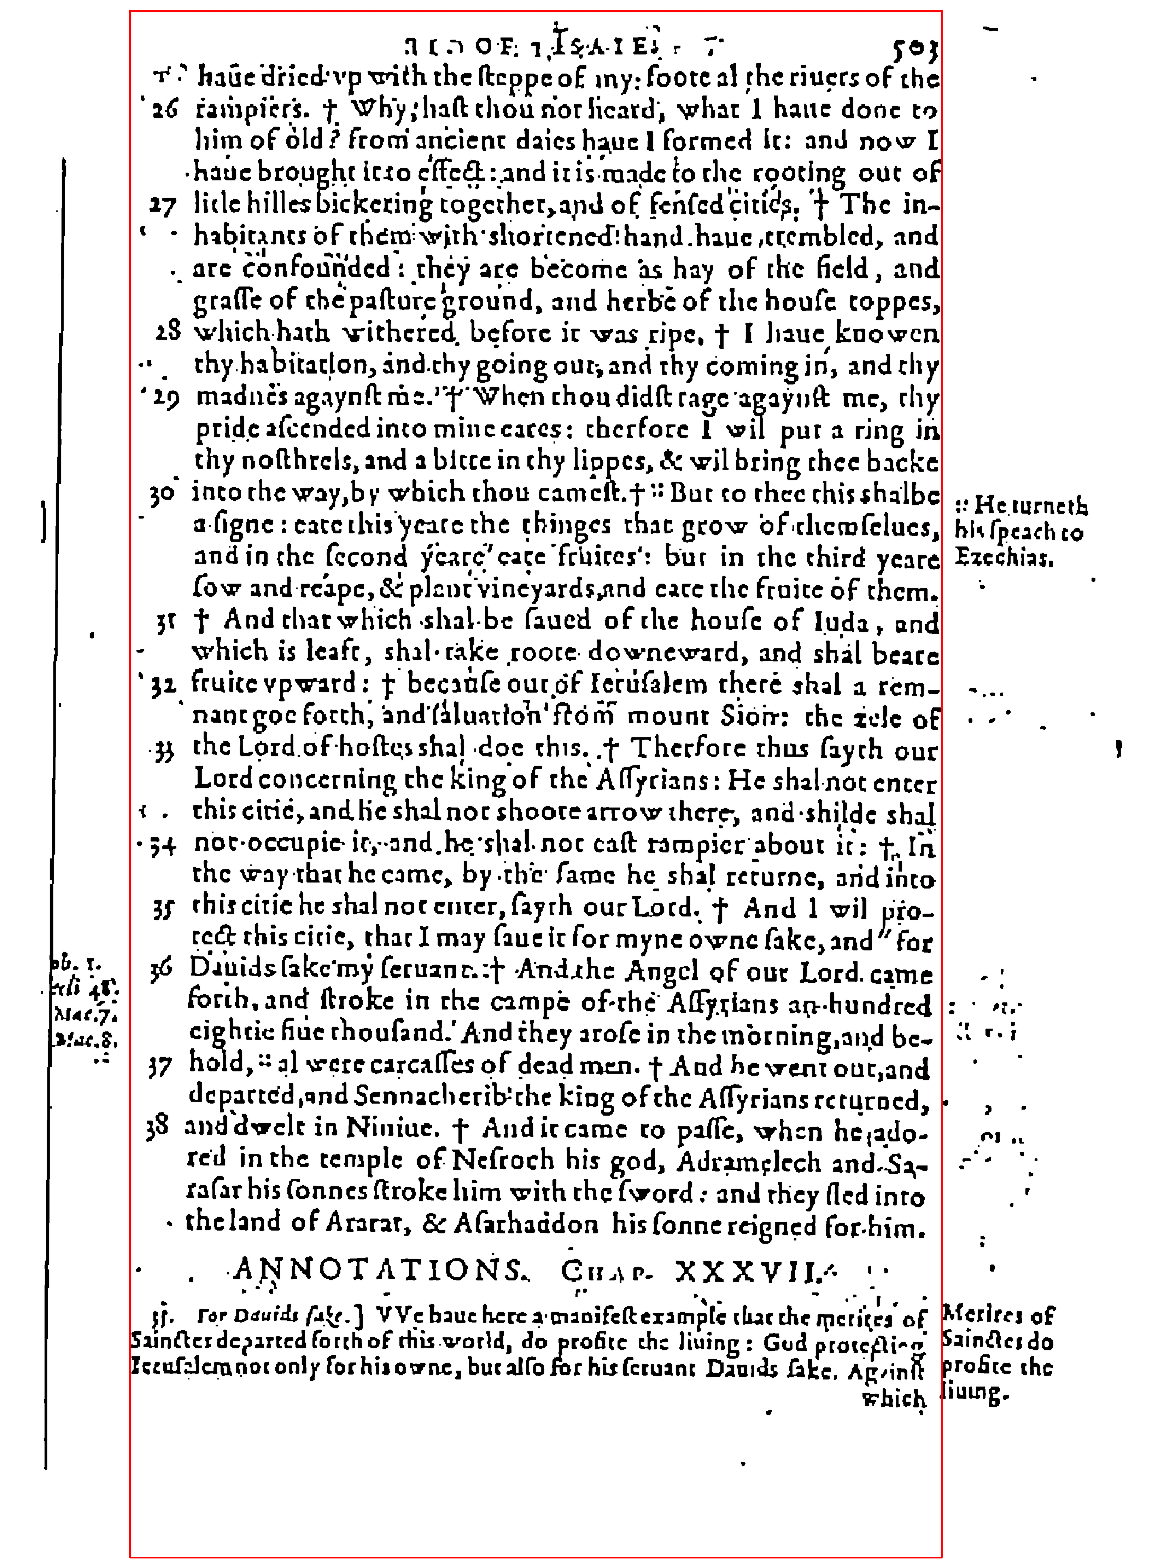 OF ISAIE. 503
haue dried vp with the steppe of my foote al the riuers of the
26 rampiers. † Why, hast thou not heard, what I haue done to
him of old? from ancient daies haue I formed it: and now I
haue brought it to effect: and it is made to the rooting out of
27 litle hilles bickering together, and of fensed cities. † The in-
habitants of them with shortened hand haue trembled, and
are confounded: they are become as hay of the field, and
grasse of the pasture ground, and herbe of the house toppes,
28 which hath withered before it was ripe. † I haue knowen
thy habitation, and thy going out, and thy coming in, and thy
29 madnes agaynst me. † When thou didst rage agaynst me, thy
pride ascended into mine eares: therfore I wil put a ring in
thy nosthrels, and a bitte in thy lippes, & wil bring thee backe
30 into the way, by which thou camest. † :: But to thee this shalbe
a signe: eate this yeare the thinges that grow of themselues,
and in the second yeare eate fruites: but in the third yeare
sow and reape, & plant vineyards, and eate the fruite of them.
31 † And that which shal be saued of the house of Iuda, and
which is left, shal take roote downeward, and shal beare
32 fruite vpward: † because out of Ierusalem there shal a rem-
nant goe forth, and saluation from mount Sion: the zele of
33 the Lord of hostes shal doe this. † Therfore thus sayth our
Lord concerning the king of the Assyrians: He shal not enter
this citie, and he shal not shoote arrow there, and shilde shal
34 not occupie it, and he shal not cast rampier about it: † In
the way that he came, by the same he shal returne, and into
35 this citie he shal not enter, sayth our Lord. † And I wil pro-
tect this citie, that I may saue it for myne owne sake, and " for
36 Dauids sake my seruant. :† And the Angel of our Lord came
forth, and stroke in the campe of the Assyrians an hundred
eightie fiue thousand. And they arose in the morning, and be-
37 hold, :: al were carcasses of dead men. † And he went out, and
departed, and Sennacherib the king of the Assyrians returned,
38 and dwelt in Niniue. † And it came to passe, when he ado-
red in the temple of Nesroch his god, Adramelech and Sa-
rasar his sonnes stroke him with the sword: and they fled into
the land of Ararat, & Asarhaddon his sonne reigned for him.
:: He turneth
his speach to
Ezechias.
ob. 1.
48.
Mac. 7.
Mac. 8.
ANNOTATIONS. CHAP. XXXVII.
35. For Dauids sake.] VVe haue here a manifest example that the merites of
Sainctes departed forth of this world, do profite the liuing: God protecting
Ierusalem not only for his owne, but also for his seruant Dauids sake. Against
which
Merites of
Sainctes do
profite the
liuing.